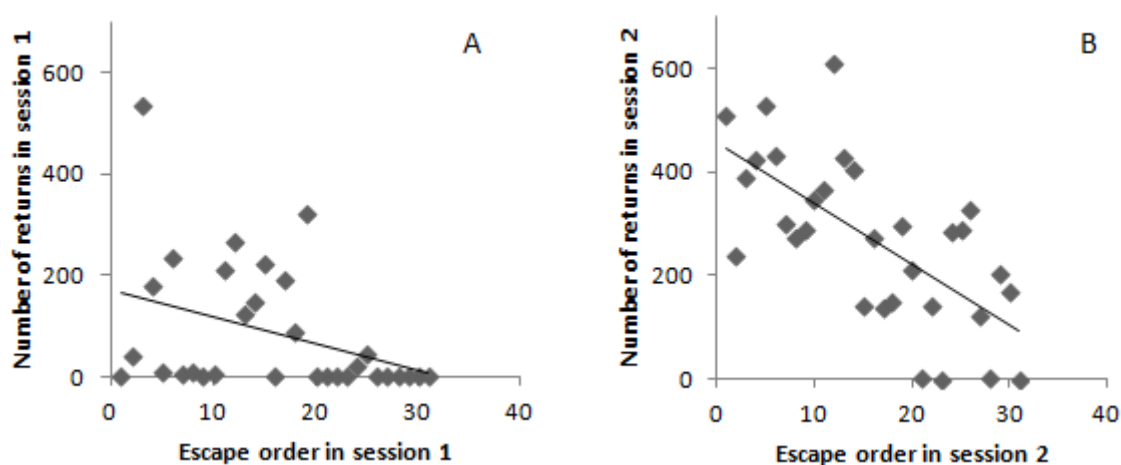 A
Number of returns in session 1
600
400
200
0
0 10 20 30 40
Escape order in session 1
B
Number of returns in session 2
600
400
200
0
0 10 20 30 40
Escape order in session 2